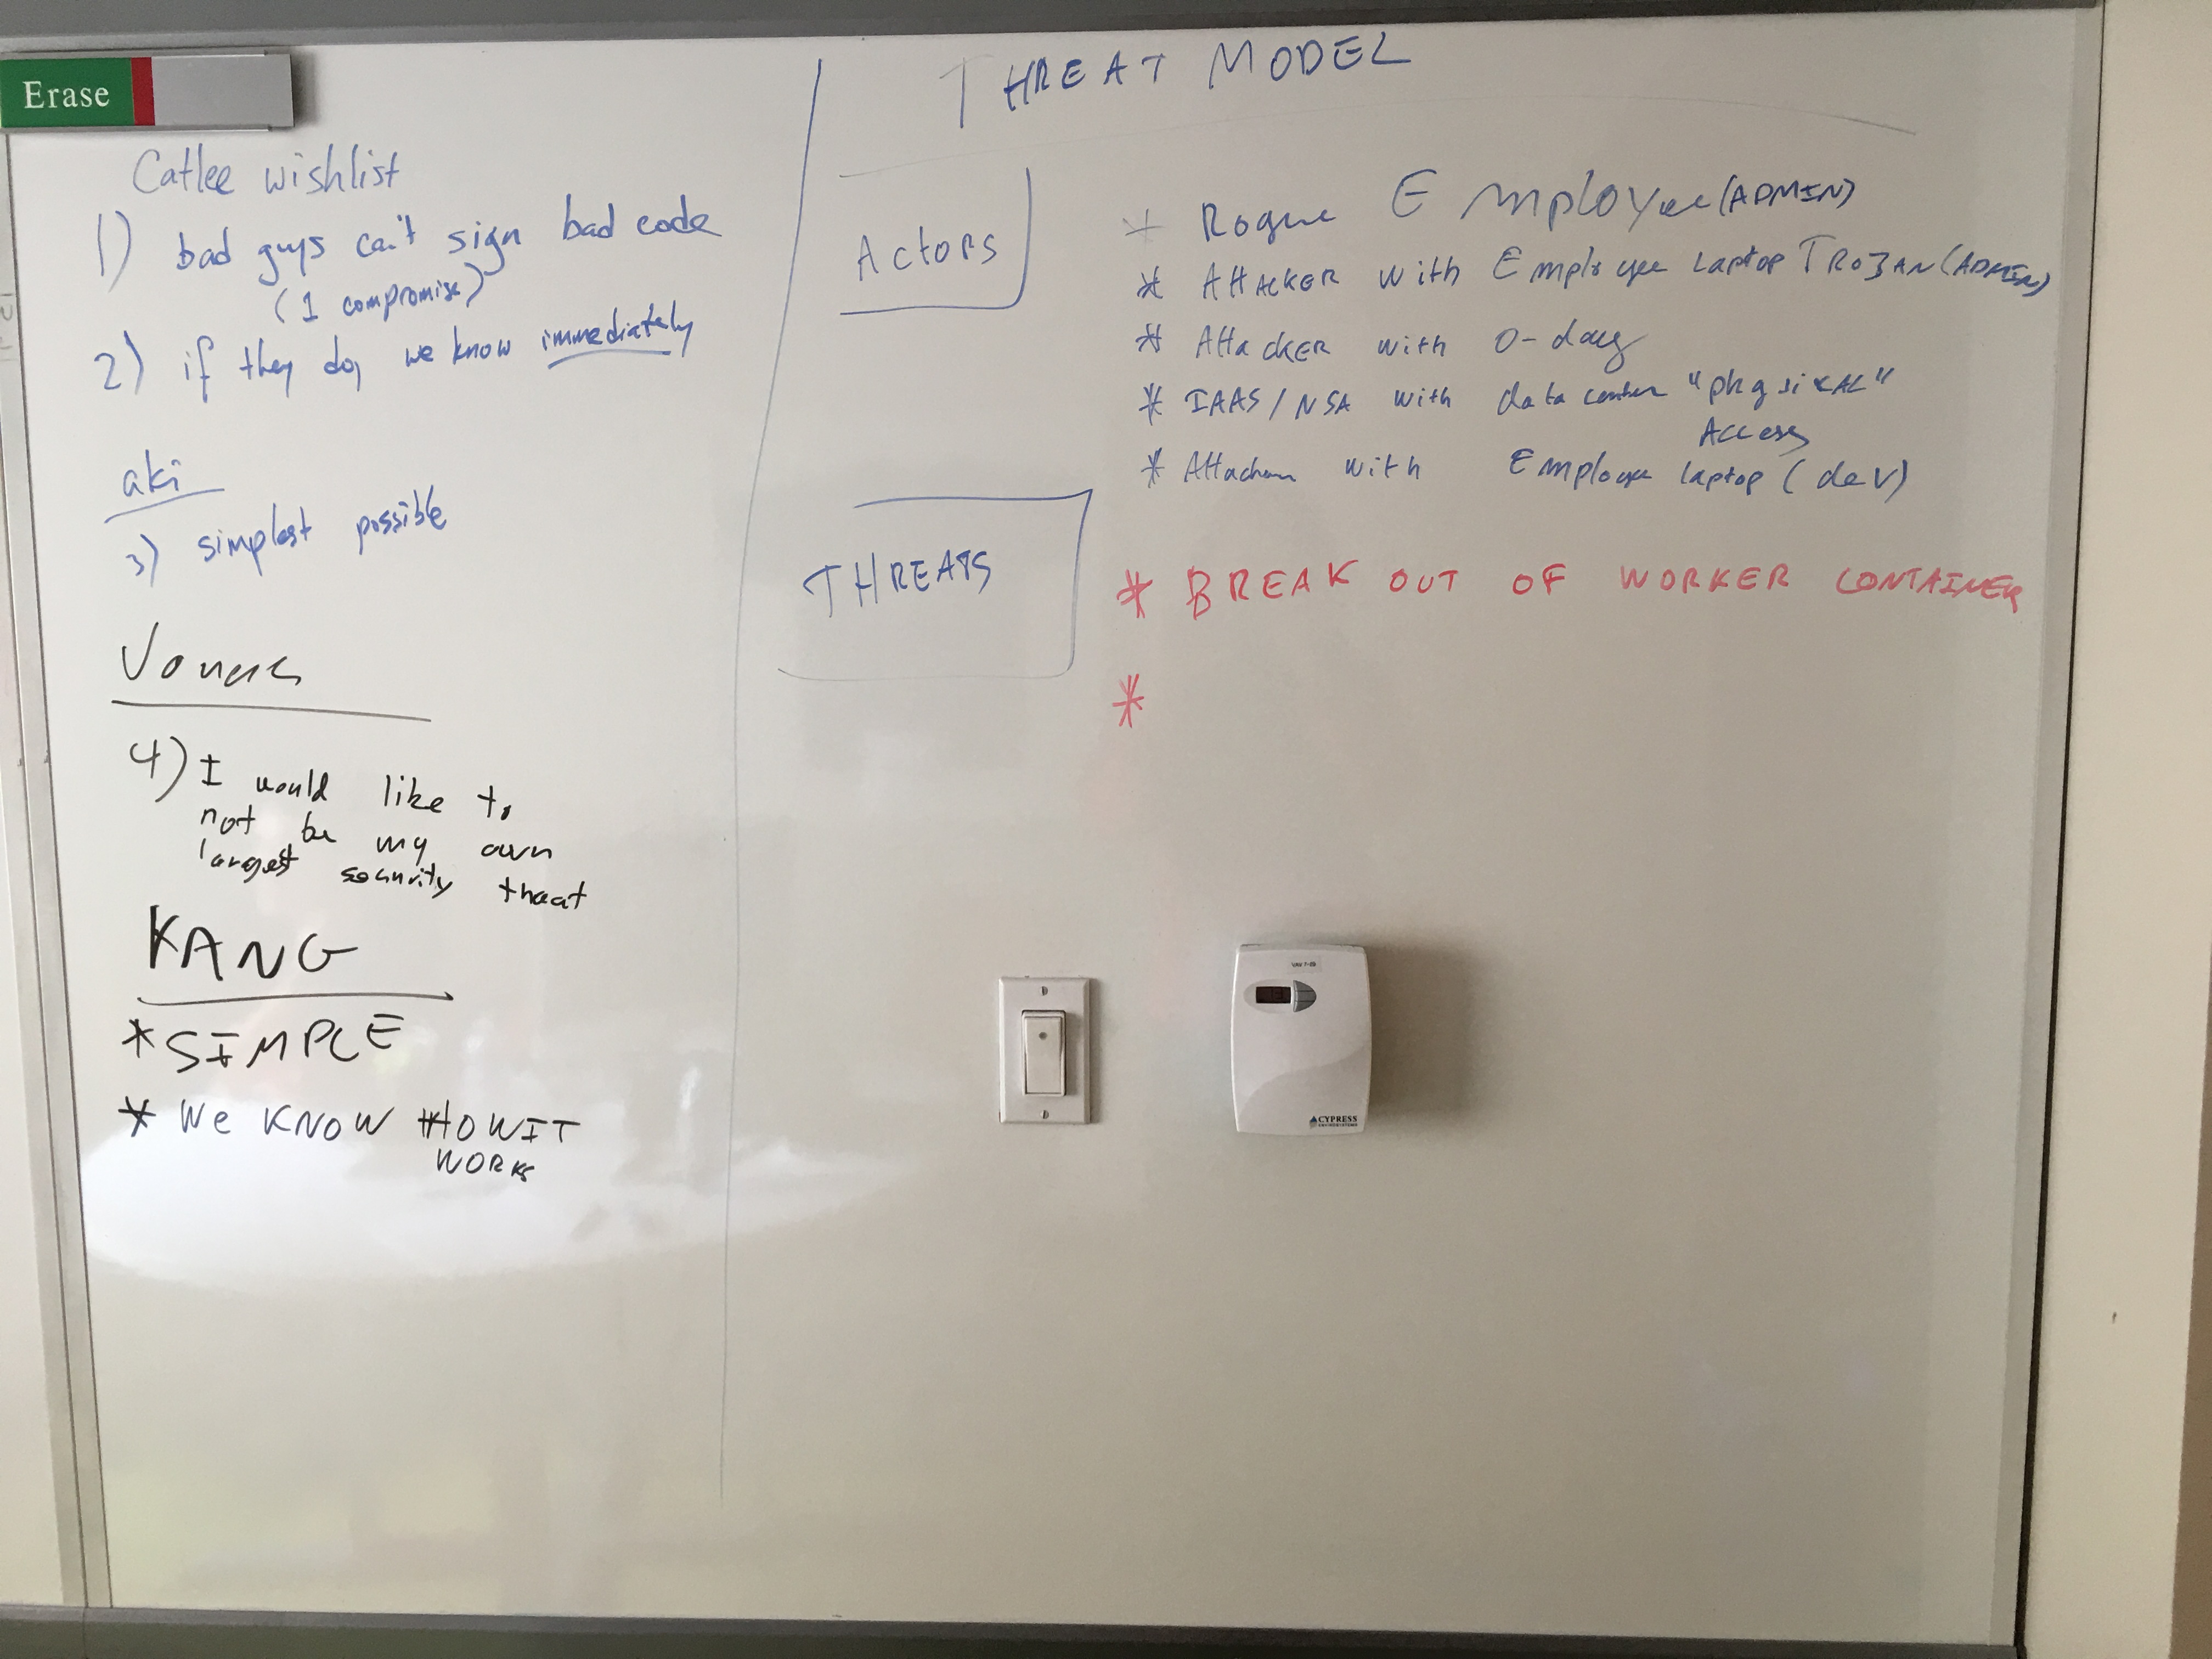 Erase
Catlee wishlist
1) bad guys can't sign bad code
(1 compromise)
2) if they do, we know immediately
aki
3) simplest possible
4) I would like to
not be my own
largest security threat
KANG
* SIMPLE
* We KNOW HOW IT
WORKS
THREAT MODEL
Actors
* Rogue Employee (ADMIN)
* Attacker with Employee laptop TROJAN (ADMIN)
* Attacker with 0-day
* IAAS/NSA with data center "physikal"
Access
* Attacker with Employee laptop (dev)
THREATS
* BREAK OUT OF WORKER CONTAINER
*
CYPRESS